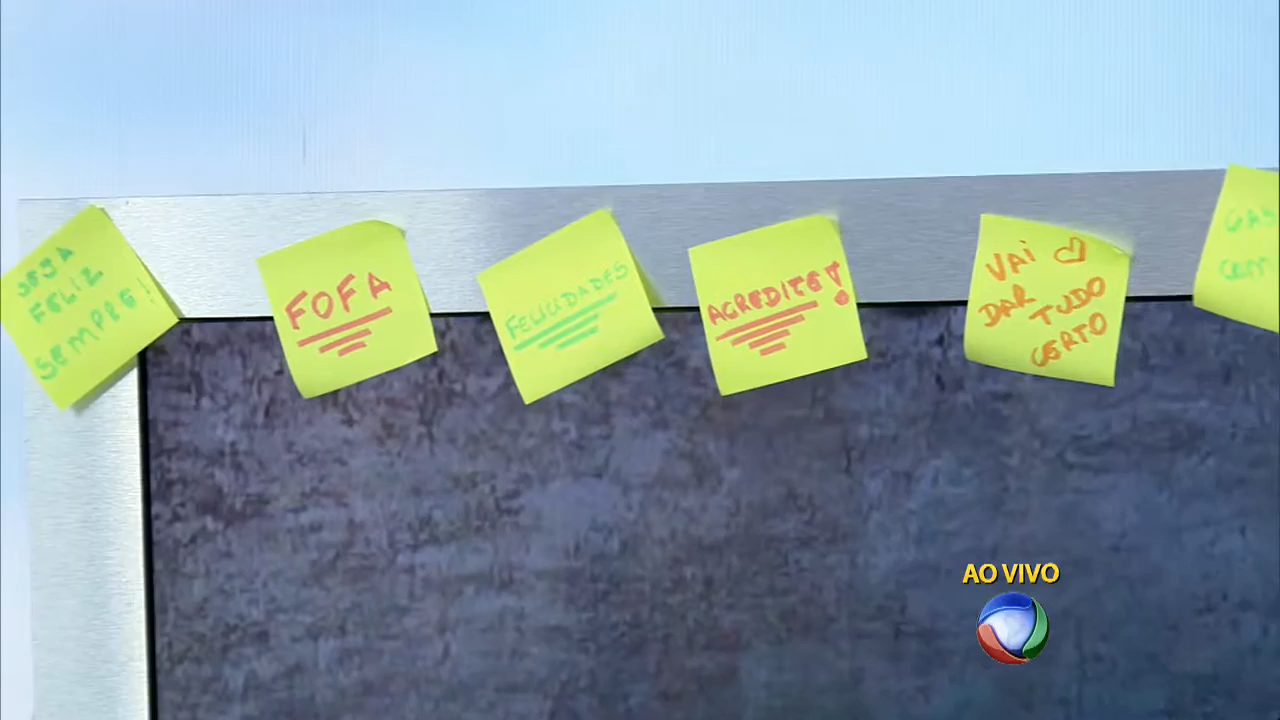 SEJA
FELIZ
SEMPRE!
FOFA
FELICIDADES
ACREDITE!
VAI
DAR
TUDO
CERTO
AO VIVO